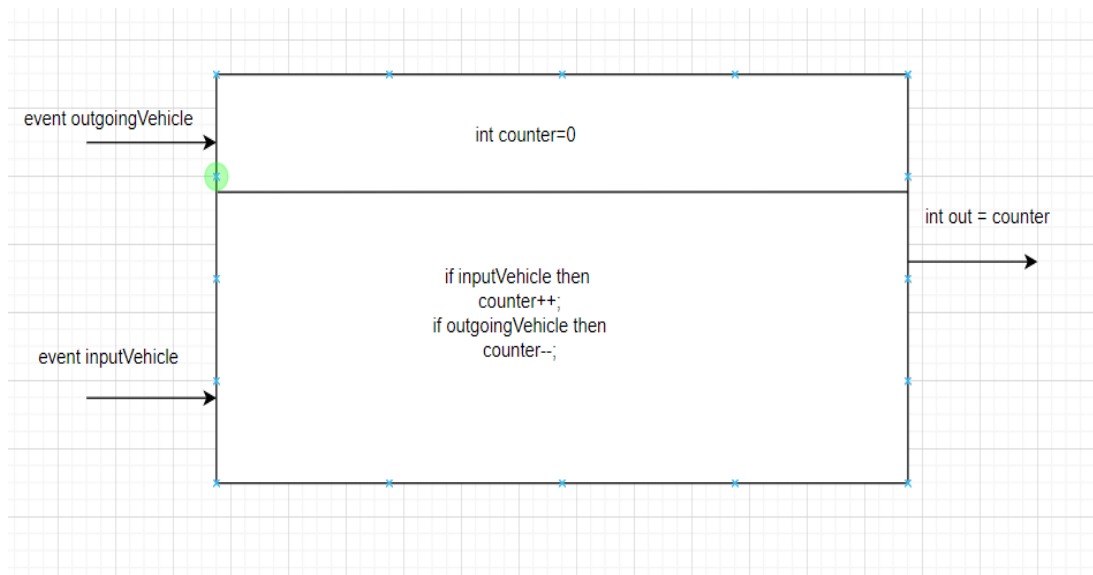 event outgoingVehicle
int counter=0
int out = counter
if inputVehicle then
counter++;
if outgoingVehicle then
counter--;
event inputVehicle